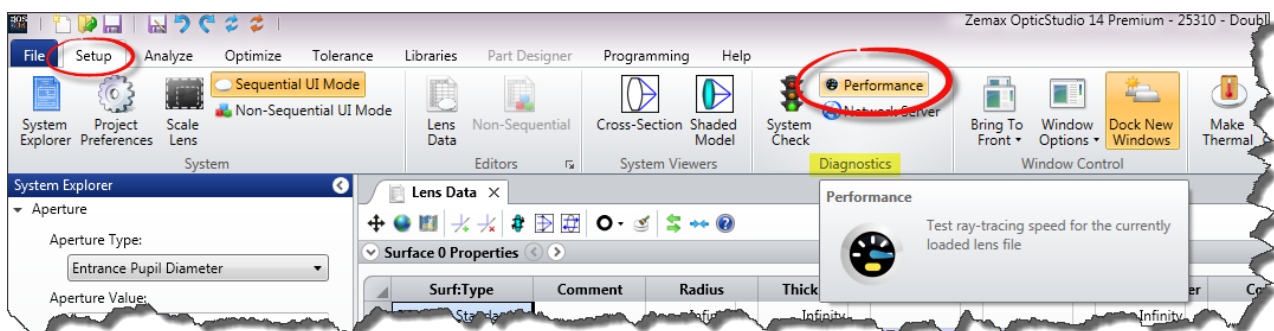 Zemax OpticStudio 14 Premium - 25310 - Doubl
File Setup Analyze Optimize Tolerance Libraries Part Designer Programming Help
Sequential UI Mode
Non-Sequential UI Mode
System Explorer
Project Preferences
Scale Lens
System
Lens Data
Non-Sequential
Editors
Cross-Section
Shaded Model
System Viewers
System Check
Performance
Network Server
Diagnostics
Bring To Front
Window Options
Dock New Windows
Window Control
Make Thermal
System Explorer
Aperture
Aperture Type:
Entrance Pupil Diameter
Aperture Value:
Lens Data
Surface 0 Properties
Surf:Type Comment Radius Thick
Infinity
Infinity
Performance
Test ray-tracing speed for the currently
loaded lens file